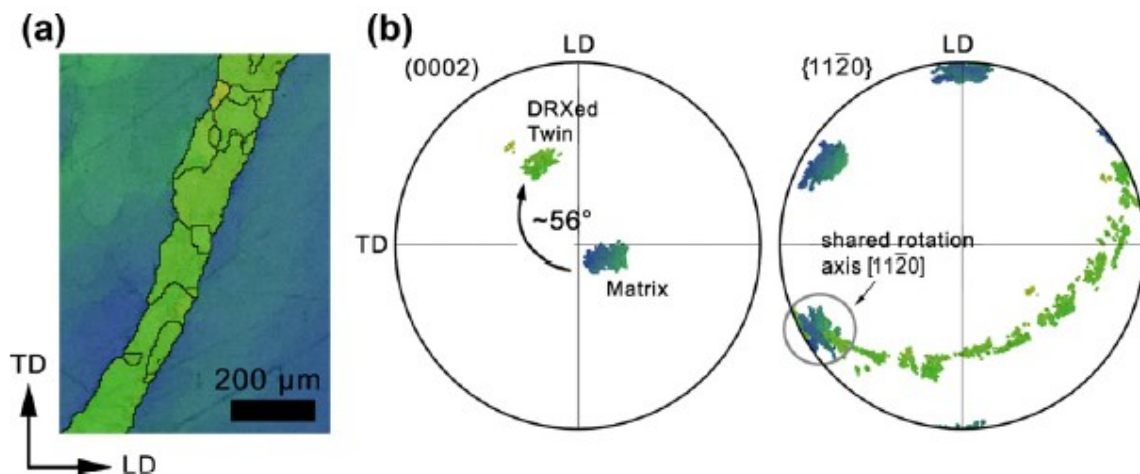 (a)
TD
LD
200 μm
(b)
(0002)
LD
DRXed
Twin
~56°
TD
Matrix
LD
{112̅0}
shared rotation
axis [112̅0]